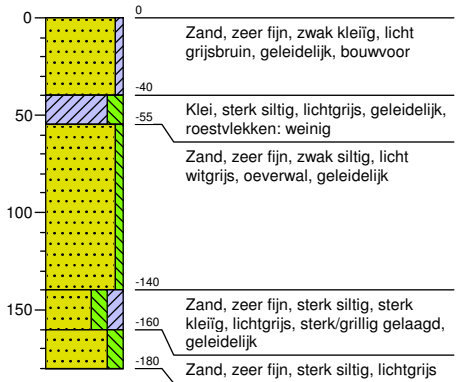 0
0
Zand, zeer fijn, zwak kleiïg, licht
grijsbruin, geleidelijk, bouwvoor
-40
Klei, sterk siltig, lichtgrijs, geleidelijk,
roestvlekken: weinig
50
-55
Zand, zeer fijn, zwak siltig, licht
witgrijs, oeverwal, geleidelijk
100
-140
Zand, zeer fijn, sterk siltig, sterk
kleiïg, lichtgrijs, sterk/grillig gelaagd,
geleidelijk
150
-160
Zand, zeer fijn, sterk siltig, lichtgrijs
-180